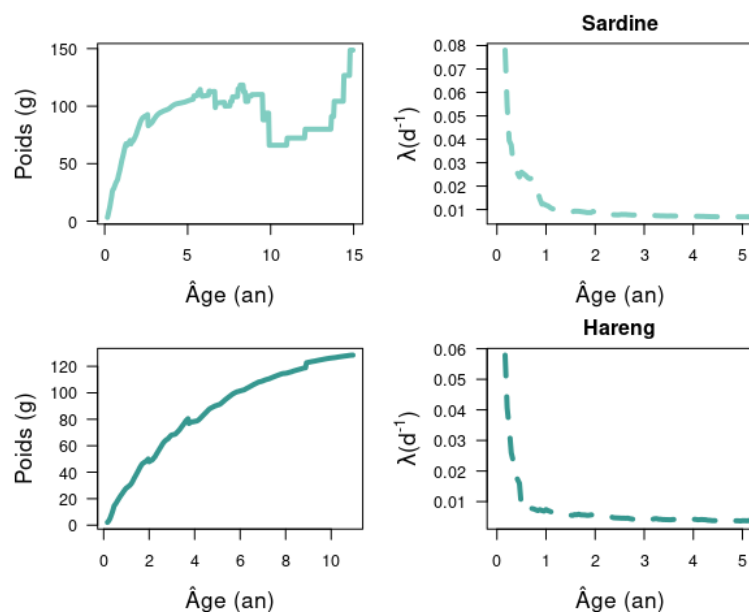 Sardine
150
100
50
0
Poids (g)
0 5 10 15
Âge (an)
0.08
0.07
0.06
0.05
0.04
0.03
0.02
0.01
λ(d⁻¹)
0 1 2 3 4 5
Âge (an)
Hareng
120
100
80
60
40
20
0
Poids (g)
0 2 4 6 8 10
Âge (an)
0.06
0.05
0.04
0.03
0.02
0.01
λ(d⁻¹)
0 1 2 3 4 5
Âge (an)